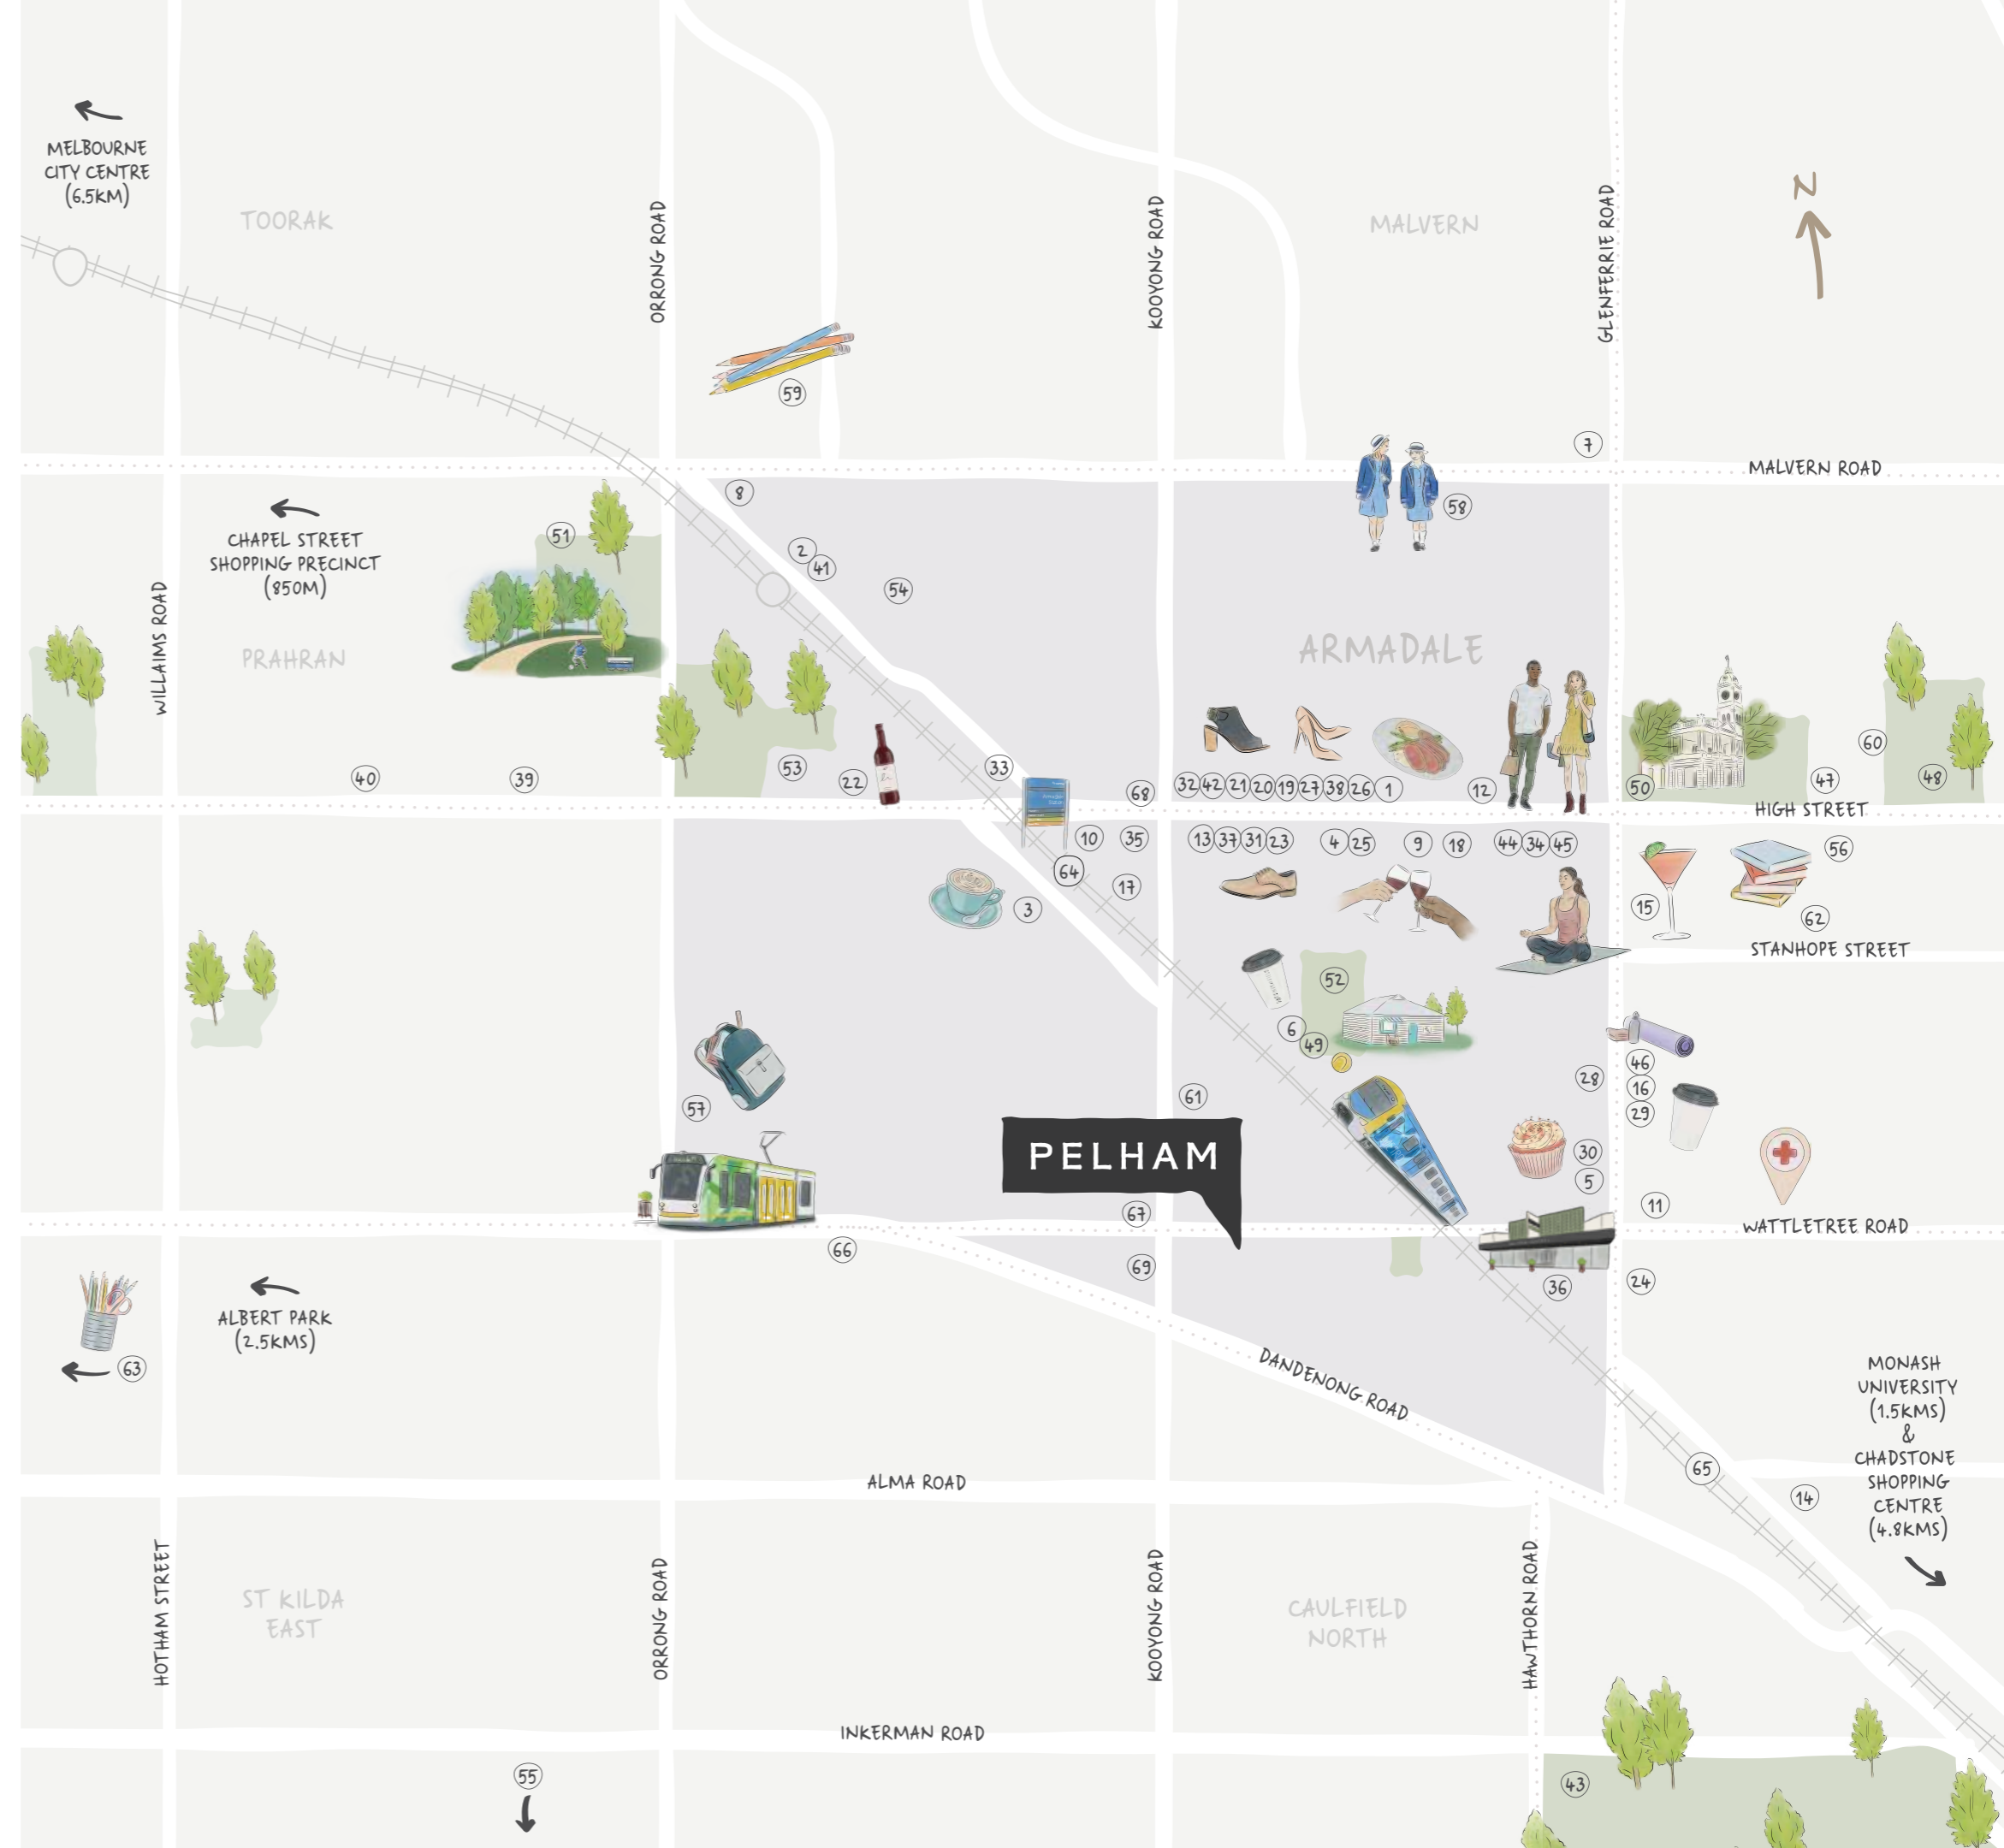 MELBOURNE
CITY CENTRE
(6.5KM)
TOORAK
ORRONG ROAD
KOOYONG ROAD
MALVERN
GLENFERRIE ROAD
N
59
7
MALVERN ROAD
8
58
CHAPEL STREET
SHOPPING PRECINCT
(850M)
51
2
41
54
WILLAIMS ROAD
PRAHRAN
ARMADALE
40
39
53
22
33
68
32 42 21 20 19 27 38 26 1
12
50
60
47
48
HIGH STREET
10
35
13 37 31 23
4 25
9
18
44 34 45
56
64
17
3
15
62
STANHOPE STREET
52
6
49
57
61
28
46
16
29
PELHAM
30
5
11
67
WATTLETREE ROAD
66
69
36
24
ALBERT PARK
(2.5KMS)
63
DANDENONG ROAD
MONASH
UNIVERSITY
(1.5KMS)
&
CHADSTONE
SHOPPING
CENTRE
(4.8KMS)
65
14
ALMA ROAD
HOTHAM STREET
ST KILDA
EAST
ORRONG ROAD
KOOYONG ROAD
CAULFIELD
NORTH
HAWTHORN ROAD
INKERMAN ROAD
55
43